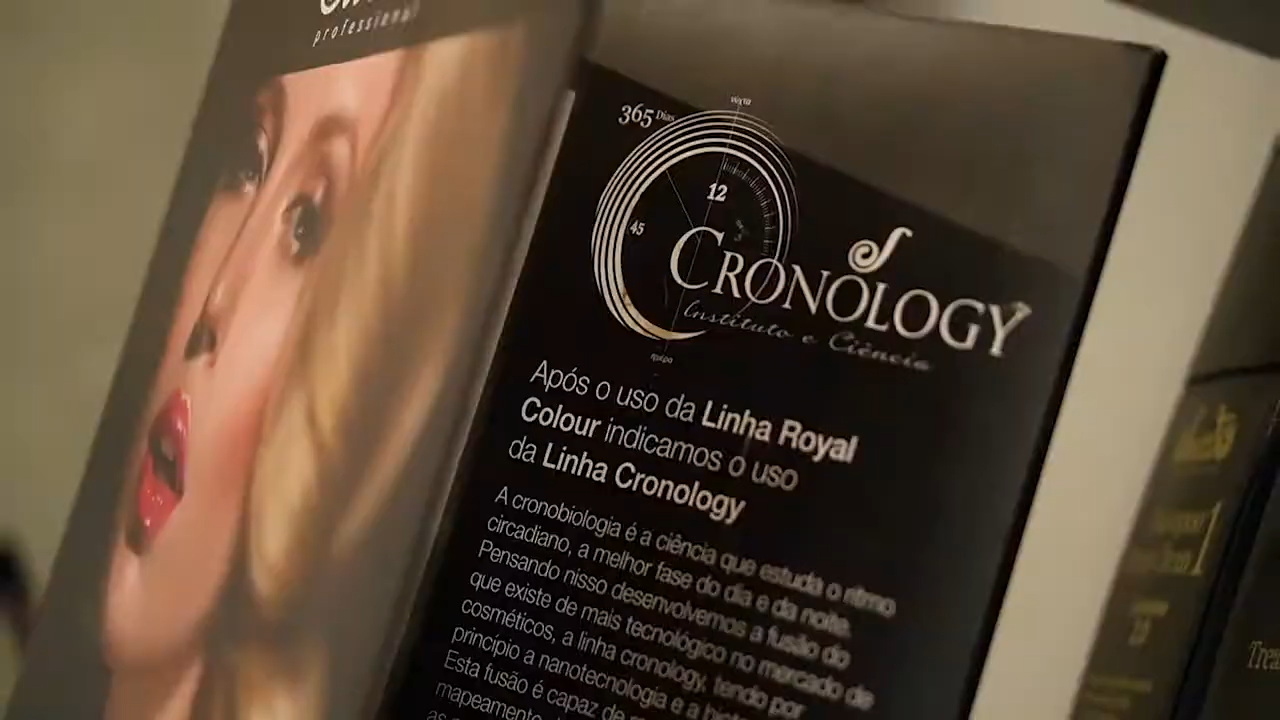 professional
365 Dias
12
45
CRONOLOGY
Instituto e Ciência
Após o uso da Linha Royal
Colour indicamos o uso
da Linha Cronology
A cronobiologia é a ciência que estuda o ritmo
circadiano, a melhor fase do dia e da noite.
Pensando nisso desenvolvemos a fusão do
que existe de mais tecnológico no mercado de
cosméticos, a linha cronology, tendo por
princípio a nanotecnologia e a
Esta fusão é capaz de
mapeamento
1